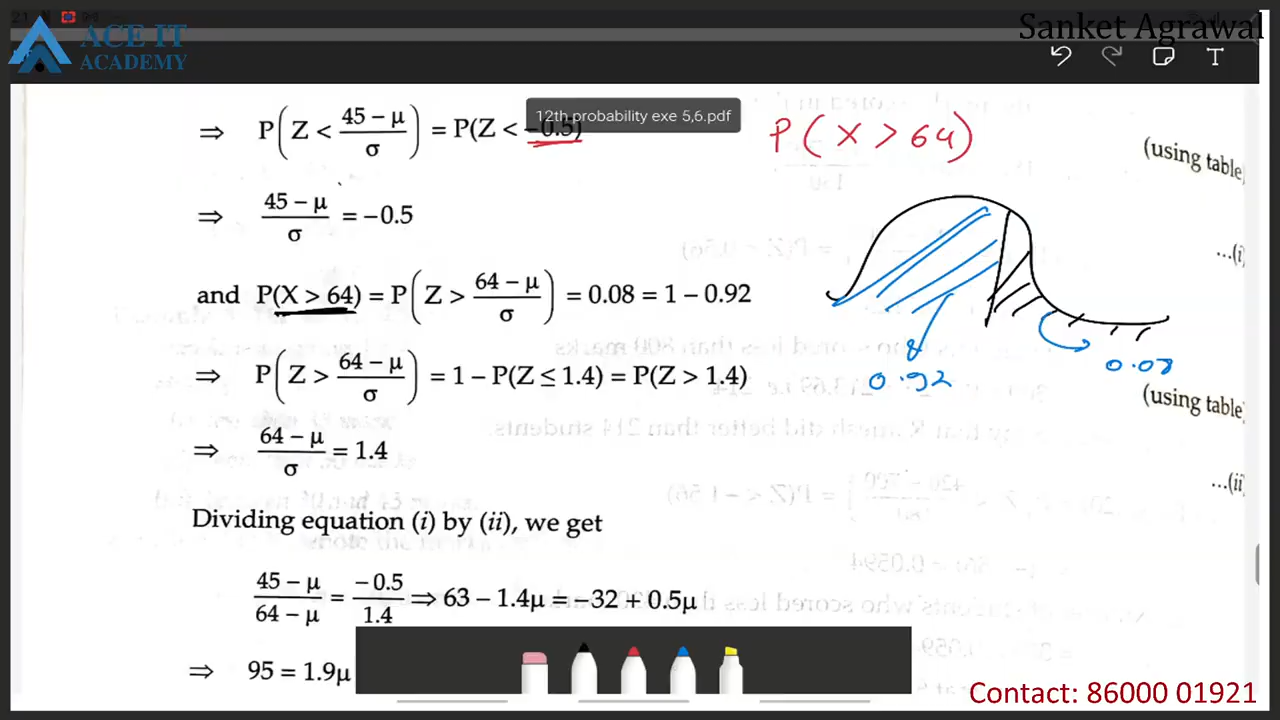 Sanket Agrawal
ACE IT
ACADEMY
T
12th probability exe 5,6.pdf
⇒ P(Z < (45 − μ)/σ) = P(Z < −0.5)
(using table)
P(X > 64)
⇒ (45 − μ)/σ = −0.5
...(i)
and P(X > 64) = P(Z > (64 − μ)/σ) = 0.08 = 1 − 0.92
0.92
0.08
⇒ P(Z > (64 − μ)/σ) = 1 − P(Z ≤ 1.4) = P(Z > 1.4)
(using table)
⇒ (64 − μ)/σ = 1.4
...(ii
Dividing equation (i) by (ii), we get
(45 − μ)/(64 − μ) = −0.5/1.4 ⇒ 63 − 1.4μ = −32 + 0.5μ
⇒ 95 = 1.9μ
Contact: 86000 01921